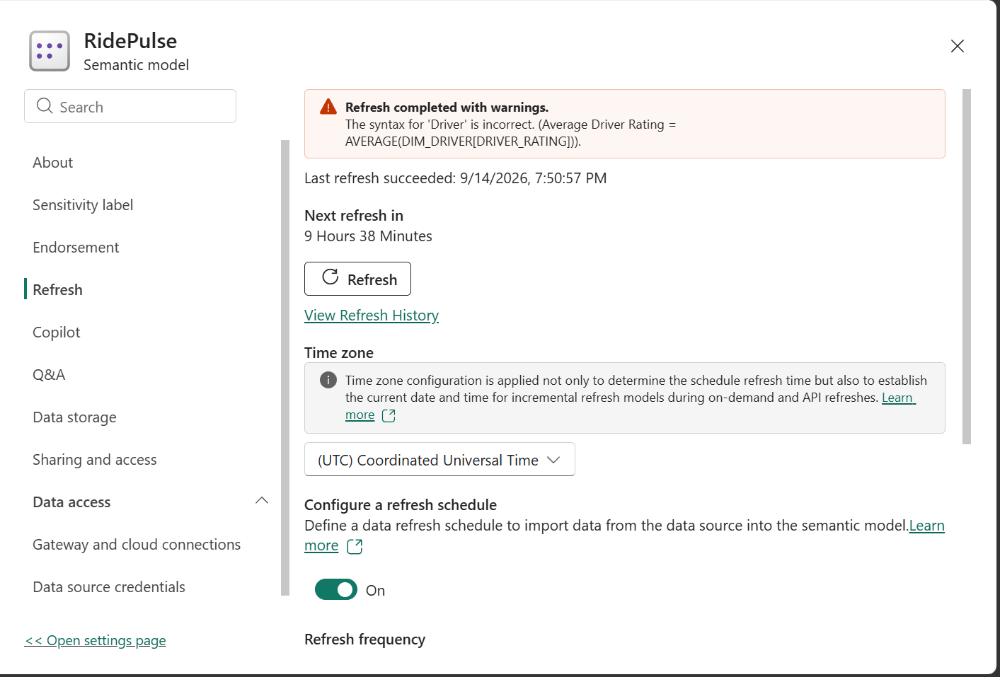 RidePulse
Semantic model
Search
About
Sensitivity label
Endorsement
Refresh
Copilot
Q&A
Data storage
Sharing and access
Data access
Gateway and cloud connections
Data source credentials
<< Open settings page
Refresh completed with warnings.
The syntax for 'Driver' is incorrect. (Average Driver Rating =
AVERAGE(DIM_DRIVER[DRIVER_RATING])).
Last refresh succeeded: 9/14/2026, 7:50:57 PM
Next refresh in
9 Hours 38 Minutes
Refresh
View Refresh History
Time zone
Time zone configuration is applied not only to determine the schedule refresh time but also to establish
the current date and time for incremental refresh models during on-demand and API refreshes. Learn
more
(UTC) Coordinated Universal Time
Configure a refresh schedule
Define a data refresh schedule to import data from the data source into the semantic model.Learn
more
On
Refresh frequency